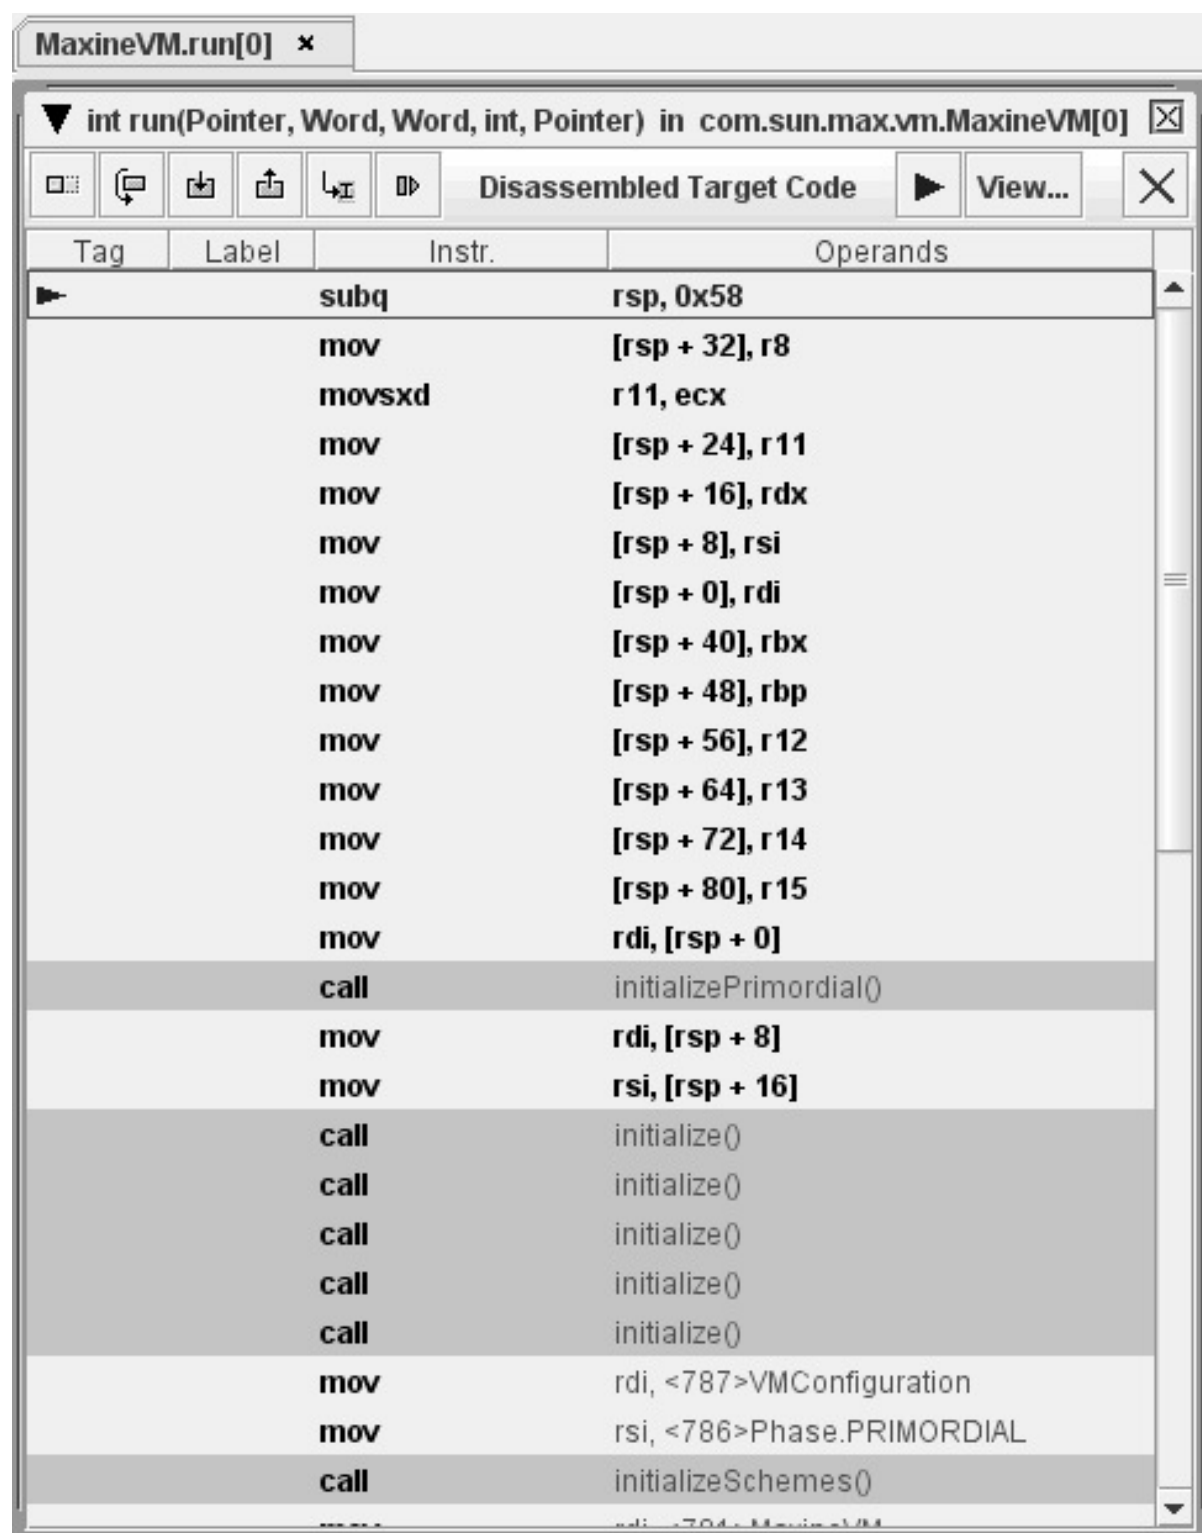 MaxineVM.run[0] ×
int run(Pointer, Word, Word, int, Pointer) in com.sun.max.vm.MaxineVM[0]
Disassembled Target Code View...
Tag Label Instr. Operands
subq rsp, 0x58
mov [rsp + 32], r8
movsxd r11, ecx
mov [rsp + 24], r11
mov [rsp + 16], rdx
mov [rsp + 8], rsi
mov [rsp + 0], rdi
mov [rsp + 40], rbx
mov [rsp + 48], rbp
mov [rsp + 56], r12
mov [rsp + 64], r13
mov [rsp + 72], r14
mov [rsp + 80], r15
mov rdi, [rsp + 0]
call initializePrimordial()
mov rdi, [rsp + 8]
mov rsi, [rsp + 16]
call initialize()
call initialize()
call initialize()
call initialize()
call initialize()
mov rdi, <787>VMConfiguration
mov rsi, <786>Phase.PRIMORDIAL
call initializeSchemes()